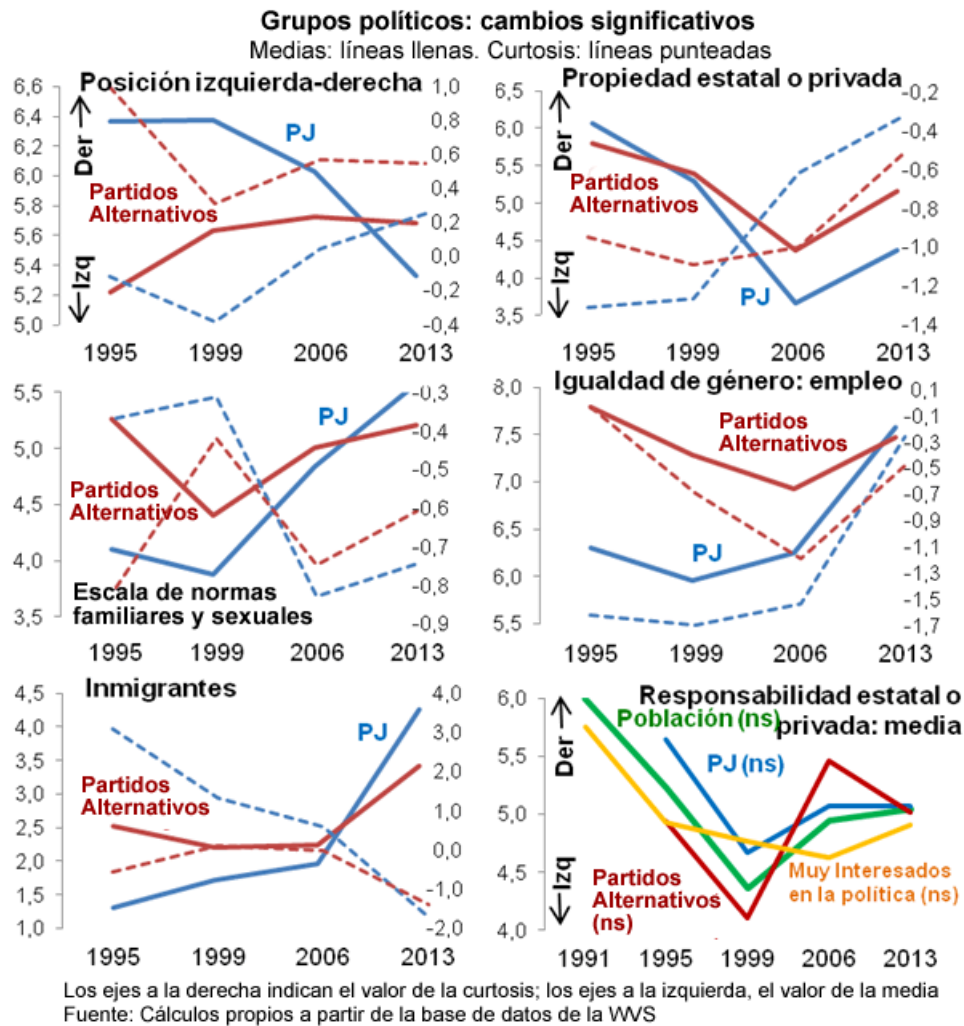 Grupos políticos: cambios significativos
Medias: líneas llenas. Curtosis: líneas punteadas
Posición izquierda-derecha
6,6
6,4
6,2
6,0
5,8
5,6
5,4
5,2
5,0
Der
Izq
PJ
Partidos
Alternativos
1,0
0,8
0,6
0,4
0,2
0,0
-0,2
-0,4
1995 1999 2006 2013
Propiedad estatal o privada
6,5
6,0
5,5
5,0
4,5
4,0
3,5
Der
Izq
Partidos
Alternativos
PJ
-0,2
-0,4
-0,6
-0,8
-1,0
-1,2
-1,4
1995 1999 2006 2013
5,5
5,0
4,5
4,0
3,5
PJ
Partidos
Alternativos
Escala de normas
familiares y sexuales
-0,3
-0,4
-0,5
-0,6
-0,7
-0,8
-0,9
1995 1999 2006 2013
Igualdad de género: empleo
8,0
7,5
7,0
6,5
6,0
5,5
Partidos
Alternativos
PJ
0,1
-0,1
-0,3
-0,5
-0,7
-0,9
-1,1
-1,3
-1,5
-1,7
1995 1999 2006 2013
Inmigrantes
4,5
4,0
3,5
3,0
2,5
2,0
1,5
1,0
PJ
Partidos
Alternativos
4,0
3,0
2,0
1,0
0,0
-1,0
-2,0
1995 1999 2006 2013
Responsabilidad estatal o
privada: media
6,0
5,5
5,0
4,5
4,0
Der
Izq
Población (ns)
PJ (ns)
Partidos
Alternativos
(ns)
Muy Interesados
en la política (ns)
1991 1995 1999 2006 2013
Los ejes a la derecha indican el valor de la curtosis; los ejes a la izquierda, el valor de la media
Fuente: Cálculos propios a partir de la base de datos de la WVS